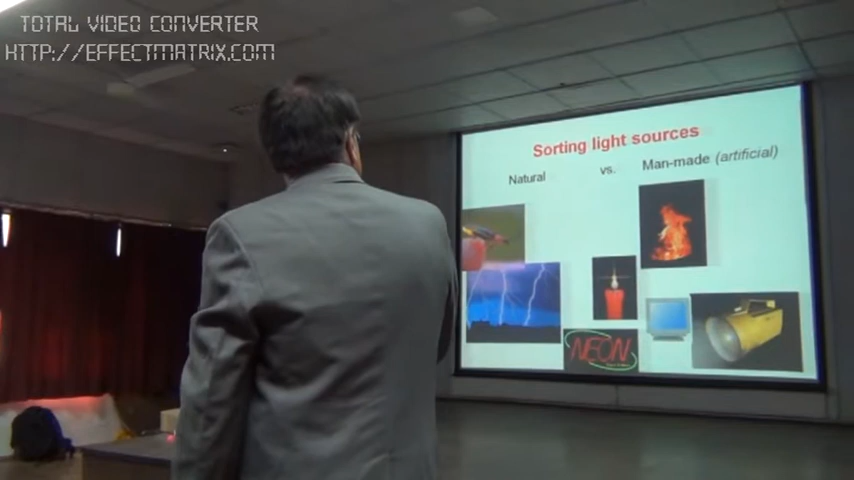 TOTAL VIDEO CONVERTER
HTTP://EFFECTMATRIX.COM
Sorting light sources
Natural vs. Man-made (artificial)
NEON